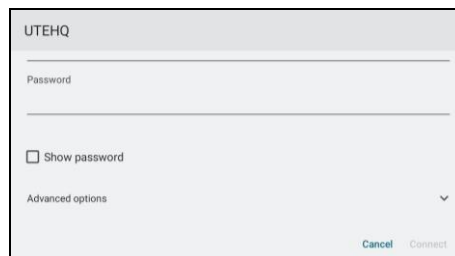 UTEHQ
Password
Show password
Advanced options
Cancel Connect